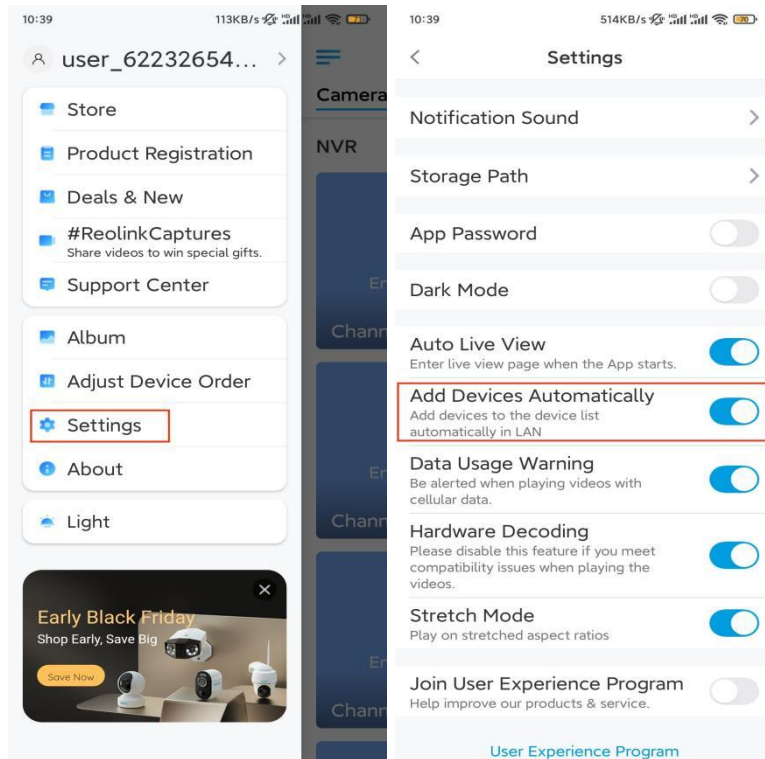 10:39
113KB/s
71
user_62232654...
Store
Product Registration
Deals & New
#ReolinkCaptures
Share videos to win special gifts.
Support Center
Album
Adjust Device Order
Settings
About
Light
Early Black Friday
Shop Early, Save Big
Save Now
Camera
NVR
Er
Chann
Er
Chann
Er
Chann
10:39
514KB/s
70
Settings
Notification Sound
Storage Path
App Password
Dark Mode
Auto Live View
Enter live view page when the App starts.
Add Devices Automatically
Add devices to the device list
automatically in LAN
Data Usage Warning
Be alerted when playing videos with
cellular data.
Hardware Decoding
Please disable this feature if you meet
compatibility issues when playing the
videos.
Stretch Mode
Play on stretched aspect ratios
Join User Experience Program
Help improve our products & service.
User Experience Program